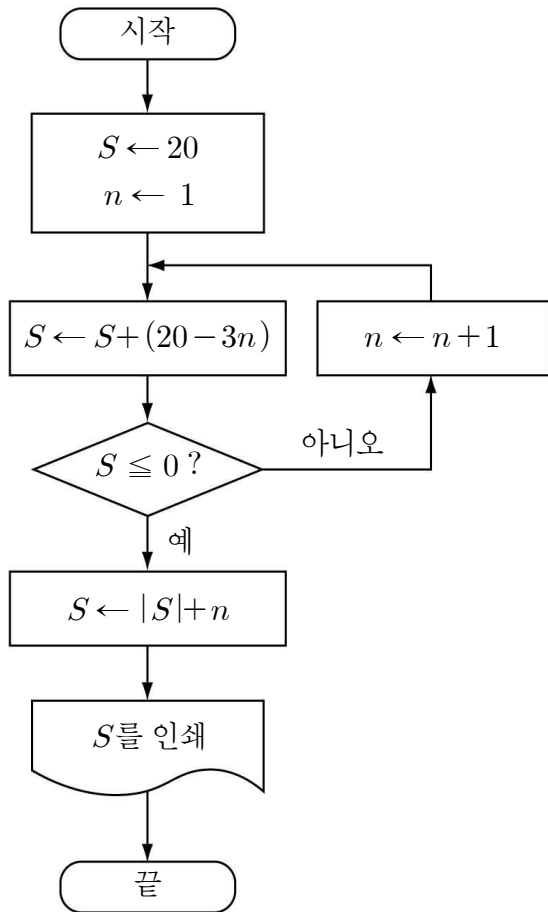 시작
S ← 20
n ← 1
S ← S + (20 − 3n)
n ← n + 1
S ≦ 0 ?
아니오
예
S ← |S| + n
S를 인쇄
끝